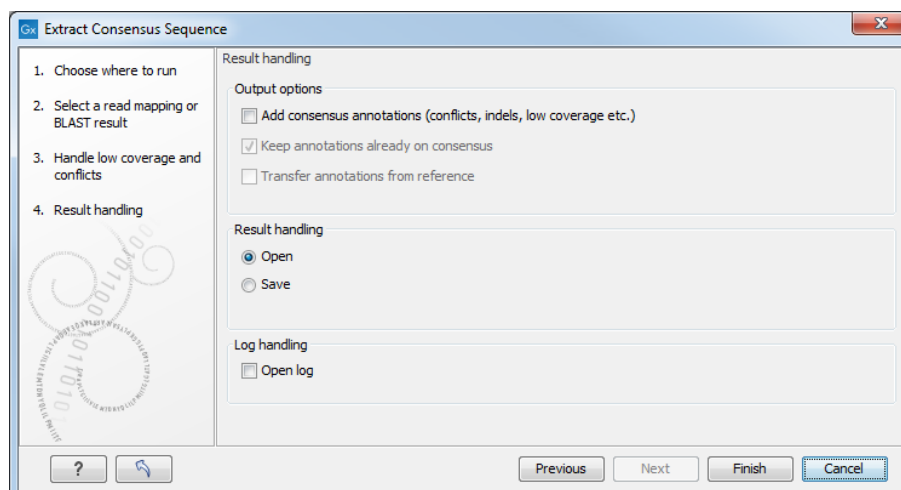 Gx Extract Consensus Sequence
X
1. Choose where to run
2. Select a read mapping or
BLAST result
3. Handle low coverage and
conflicts
4. Result handling
Result handling
Output options
Add consensus annotations (conflicts, indels, low coverage etc.)
Keep annotations already on consensus
Transfer annotations from reference
Result handling
Open
Save
Log handling
Open log
?
Previous
Next
Finish
Cancel